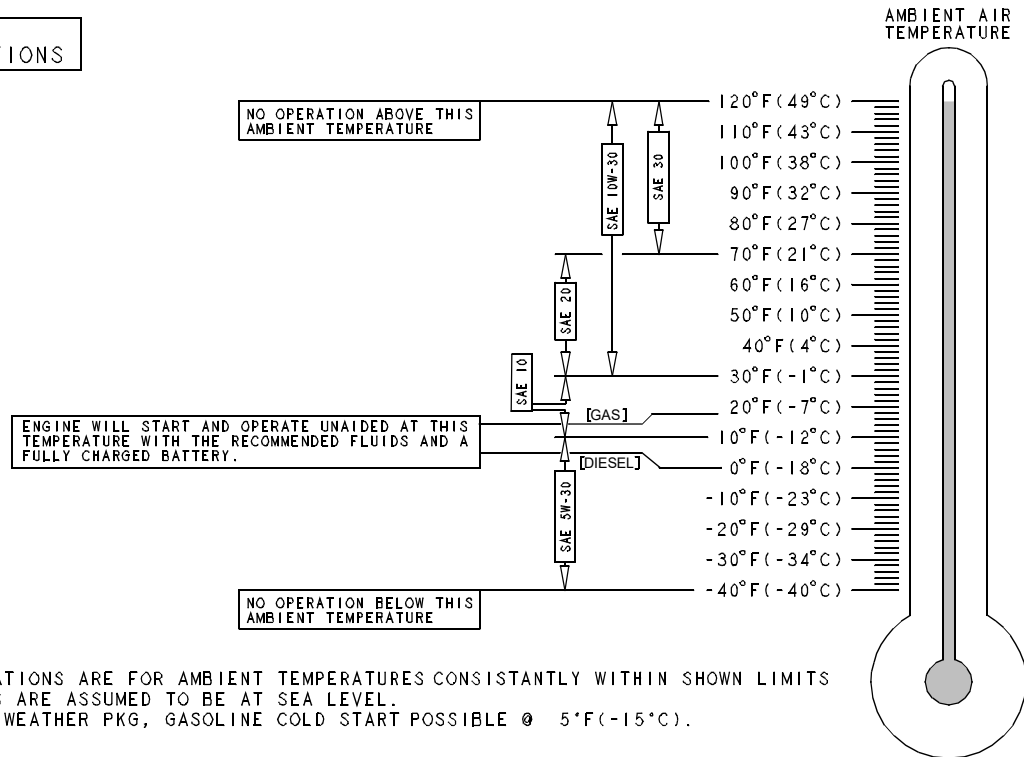 AMBIENT AIR
TEMPERATURE
TIONS
NO OPERATION ABOVE THIS
AMBIENT TEMPERATURE
120°F(49°C)
110°F(43°C)
100°F(38°C)
90°F(32°C)
80°F(27°C)
70°F(21°C)
60°F(16°C)
50°F(10°C)
40°F(4°C)
30°F(-1°C)
20°F(-7°C)
10°F(-12°C)
0°F(-18°C)
-10°F(-23°C)
-20°F(-29°C)
-30°F(-34°C)
-40°F(-40°C)
SAE 10W-30
SAE 30
SAE 20
SAE 10
[GAS]
ENGINE WILL START AND OPERATE UNAIDED AT THIS
TEMPERATURE WITH THE RECOMMENDED FLUIDS AND A
FULLY CHARGED BATTERY.
[DIESEL]
SAE 5W-30
NO OPERATION BELOW THIS
AMBIENT TEMPERATURE
ATIONS ARE FOR AMBIENT TEMPERATURES CONSISTANTLY WITHIN SHOWN LIMITS
S ARE ASSUMED TO BE AT SEA LEVEL.
WEATHER PKG, GASOLINE COLD START POSSIBLE @ 5°F(-15°C).